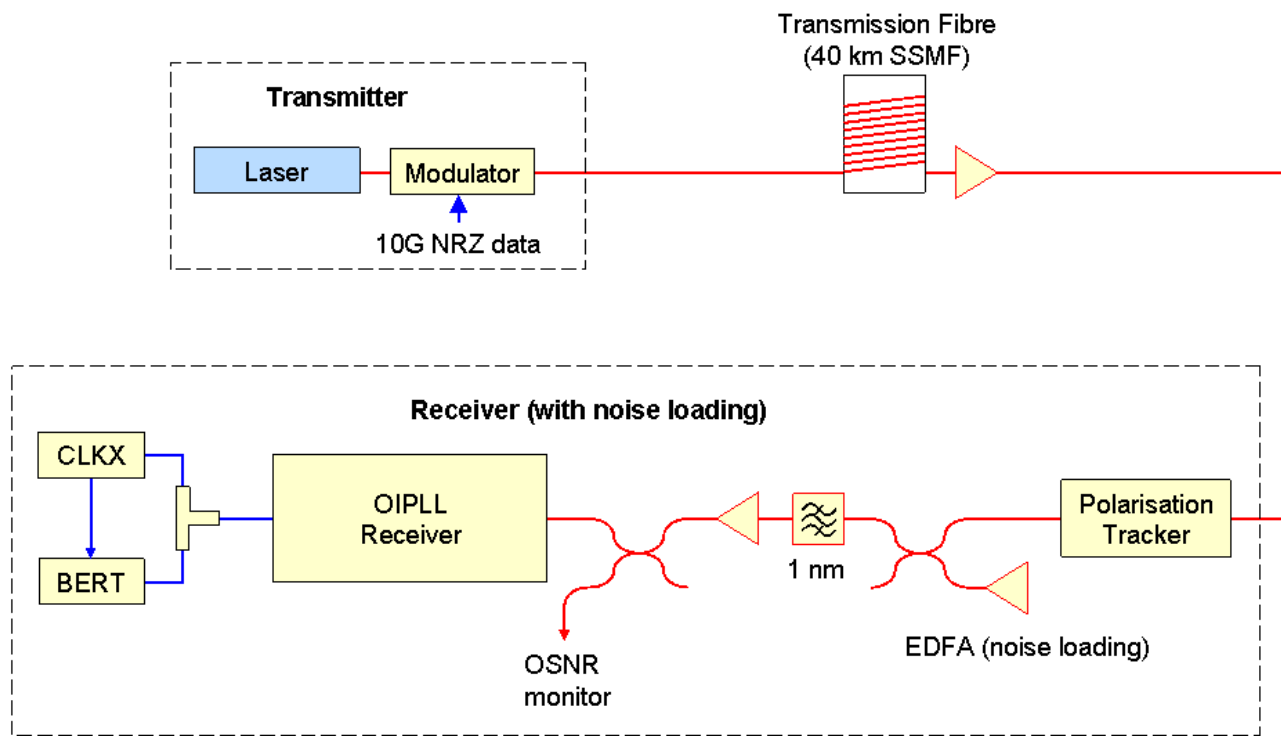 Transmission Fibre
(40 km SSMF)
Transmitter
Laser
Modulator
10G NRZ data
Receiver (with noise loading)
CLKX
BERT
OIPLL
Receiver
1 nm
Polarisation
Tracker
EDFA (noise loading)
OSNR
monitor